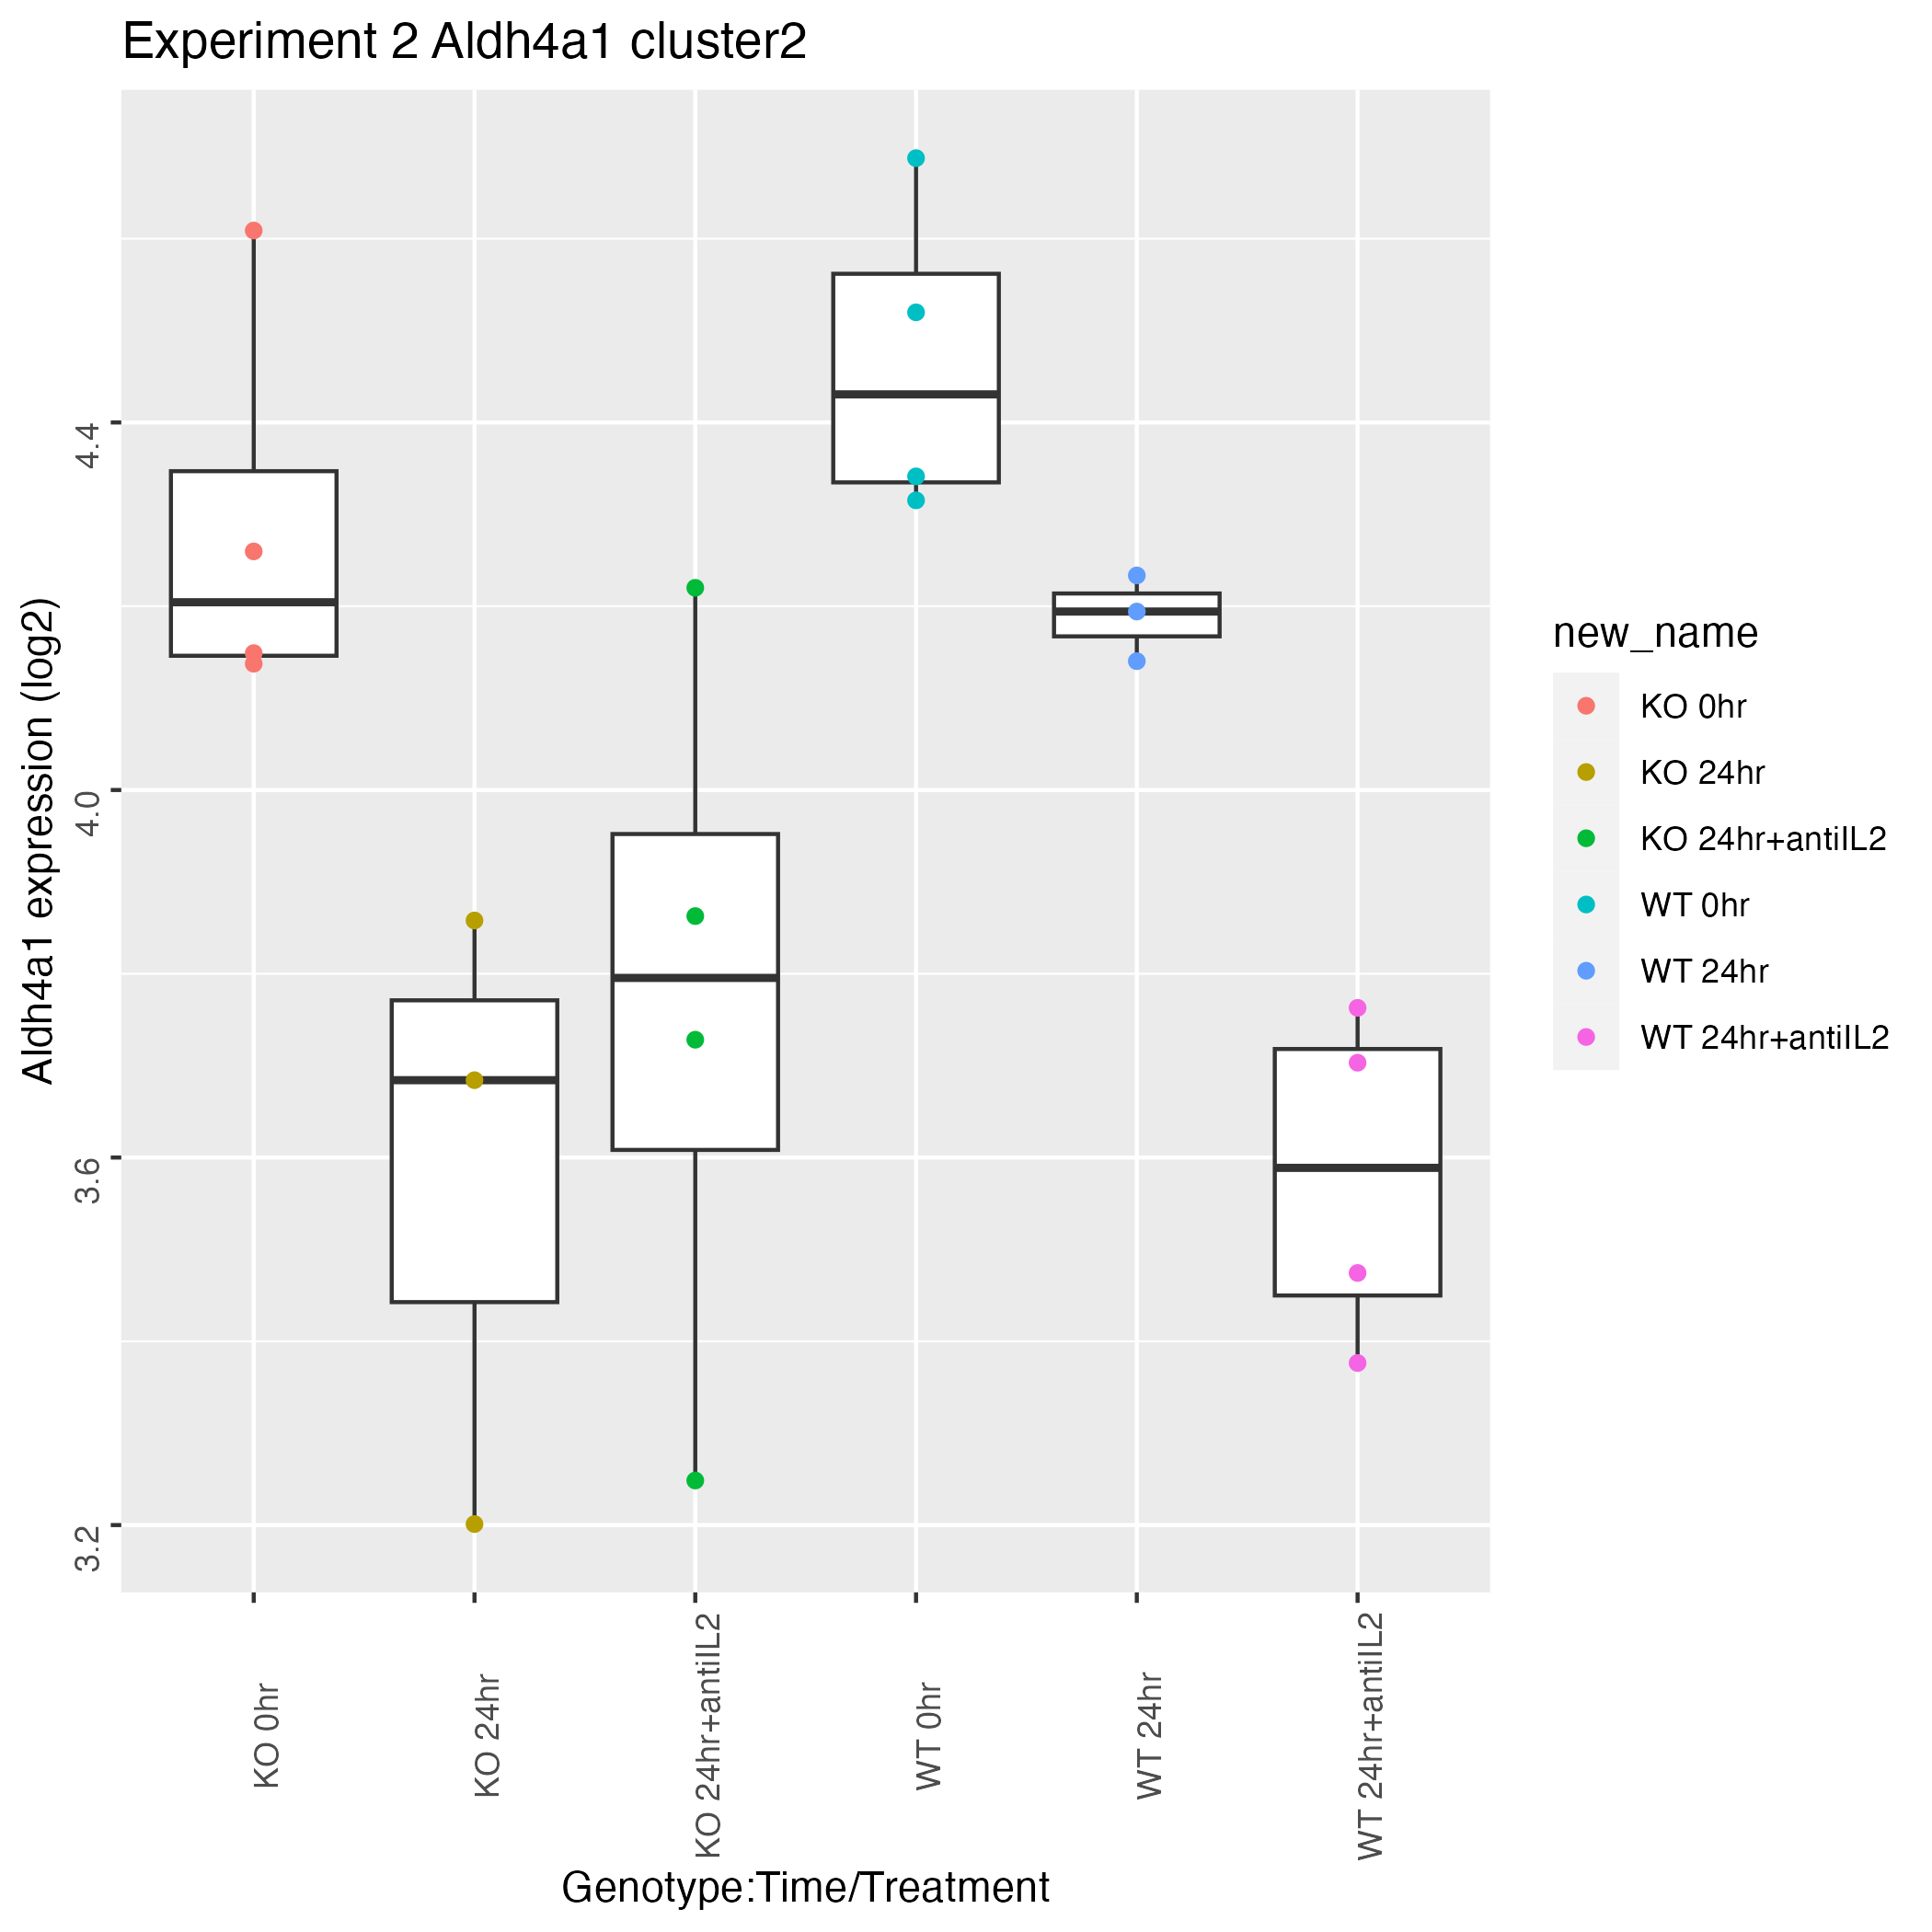 Experiment 2 Aldh4a1 cluster2
Aldh4a1 expression (log2)
4.4
4.0
3.6
3.2
KO 0hr
KO 24hr
KO 24hr+antiIL2
WT 0hr
WT 24hr
WT 24hr+antiIL2
Genotype:Time/Treatment
new_name
KO 0hr
KO 24hr
KO 24hr+antiIL2
WT 0hr
WT 24hr
WT 24hr+antiIL2